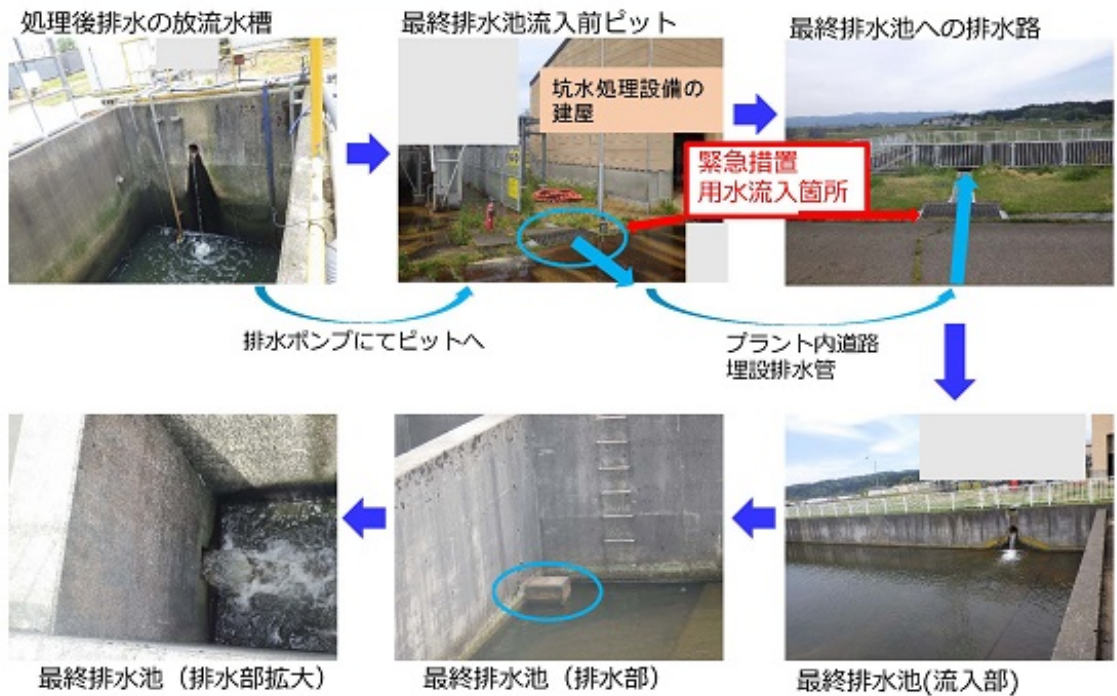 処理後排水の放流水槽
最終排水池流入前ピット
最終排水池への排水路
坑水処理設備の
建屋
緊急措置
用水流入箇所
排水ポンプにてピットへ
プラント内道路
埋設排水管
最終排水池（排水部拡大）
最終排水池（排水部）
最終排水池(流入部)